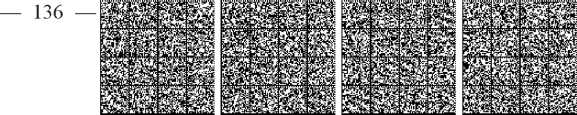 — 136 —